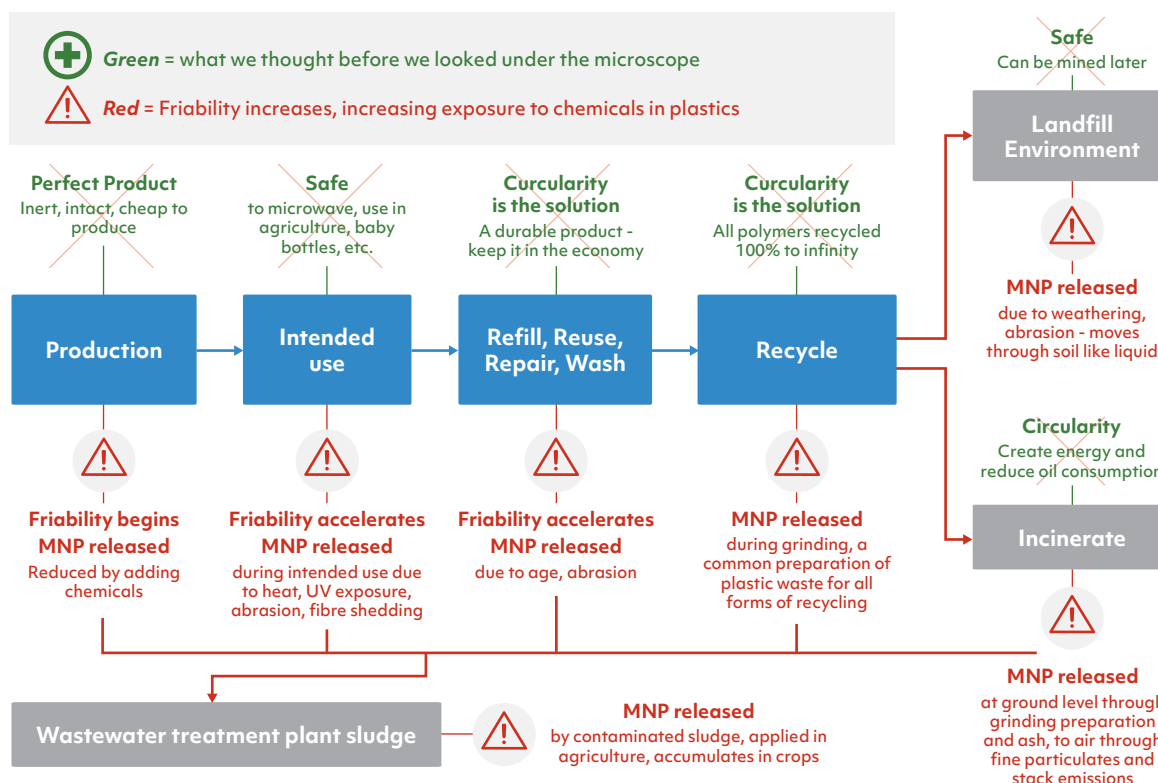 Green = what we thought before we looked under the microscope
Red = Friability increases, increasing exposure to chemicals in plastics
Safe
Can be mined later
Landfill
Environment
MNP released
due to weathering,
abrasion - moves
through soil like liquid
Perfect Product
Inert, intact, cheap to
produce
Safe
to microwave, use in
agriculture, baby
bottles, etc.
Curcularity
is the solution
A durable product -
keep it in the economy
Curcularity
is the solution
All polymers recycled
100% to infinity
Production
Intended
use
Refill, Reuse,
Repair, Wash
Recycle
Friability begins
MNP released
Reduced by adding
chemicals
Friability accelerates
MNP released
during intended use due
to heat, UV exposure,
abrasion, fibre shedding
Friability accelerates
MNP released
due to age, abrasion
MNP released
during grinding, a
common preparation of
plastic waste for all
forms of recycling
Circularity
Create energy and
reduce oil consumption
Incinerate
MNP released
at ground level through
grinding preparation
and ash, to air through
fine particulates and
stack emissions
Wastewater treatment plant sludge
MNP released
by contaminated sludge, applied in
agriculture, accumulates in crops